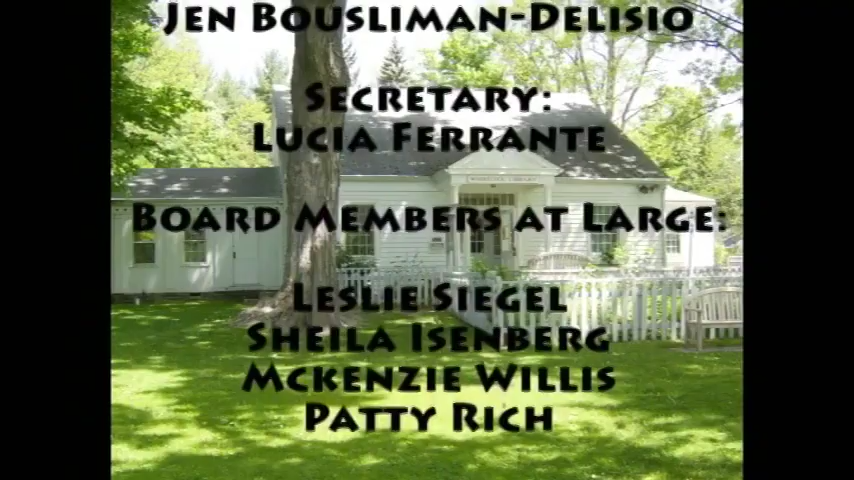 Jen Bousliman-Delisio
Secretary:
Lucia Ferrante
Board Members at Large:
Leslie Siegel
Sheila Isenberg
McKenzie Willis
Patty Rich